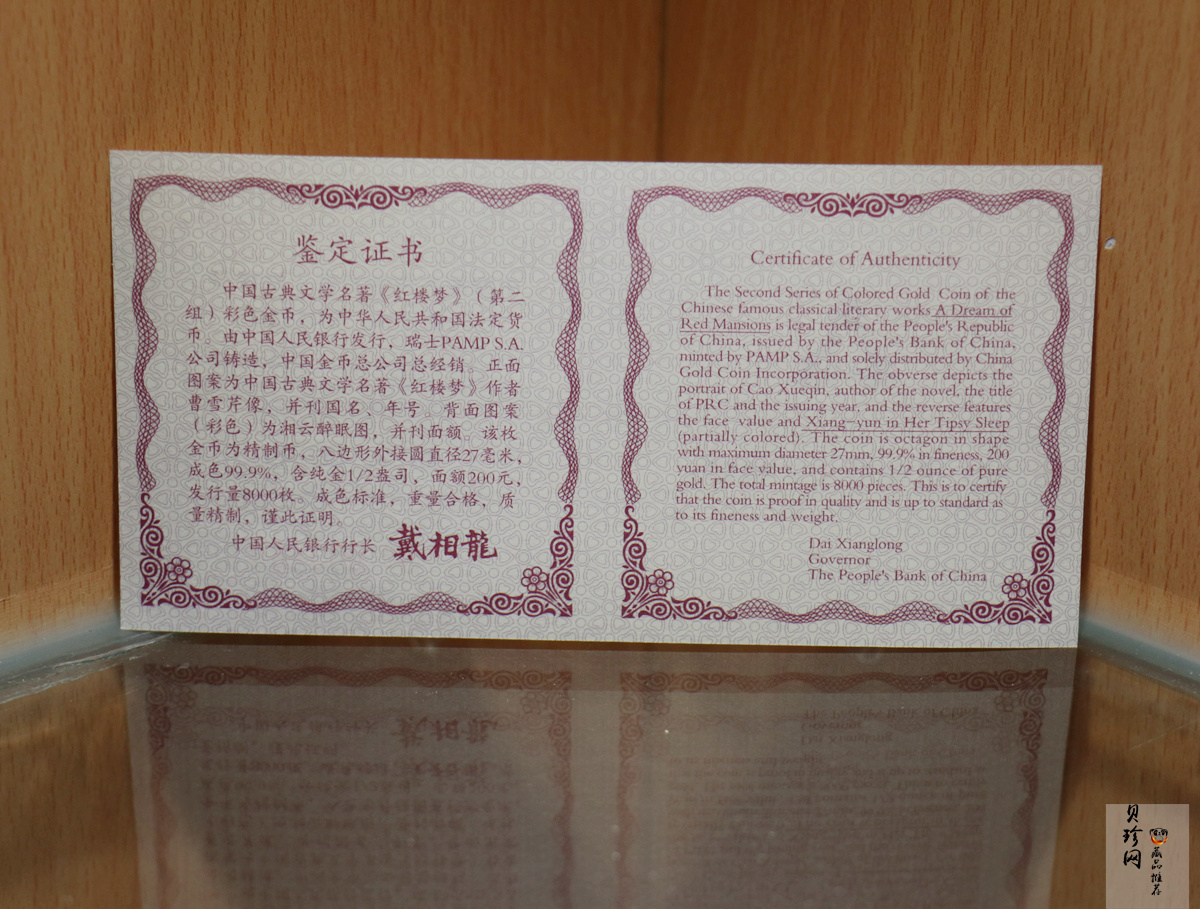 鉴定证书
中国古典文学名著《红楼梦》（第二
组）彩色金币，为中华人民共和国法定货
币。由中国人民银行发行，瑞士PAMP S.A.
公司铸造，中国金币总公司总经销。正面
图案为中国古典文学名著《红楼梦》作者
曹雪芹像，并刊国名、年号。背面图案
（彩色）为湘云醉眠图，并刊面额。该枚
金币为精制币，八边形外接圆直径27毫米，
成色99.9%，含纯金1/2盎司，面额200元，
发行量8000枚。成色标准，重量合格，质
量精制，谨此证明。
中国人民银行行长 戴相龍
Certificate of Authenticity
The Second Series of Colored Gold Coin of the
Chinese famous classical literary works A Dream of
Red Mansions is legal tender of the People's Republic
of China, issued by the People's Bank of China,
minted by PAMP S.A., and solely distributed by China
Gold Coin Incorporation. The obverse depicts the
portrait of Cao Xueqin, author of the novel, the title
of PRC and the issuing year, and the reverse features
the face value and Xiang-yun in Her Tipsy Sleep
(partially colored). The coin is octagon in shape
with maximum diameter 27mm, 99.9% in fineness, 200
yuan in face value, and contains 1/2 ounce of pure
gold. The total mintage is 8000 pieces. This is to certify
that the coin is proof in quality and is up to standard as
to its fineness and weight.
Dai Xianglong
Governor
The People's Bank of China
贝珍网
藏品推荐